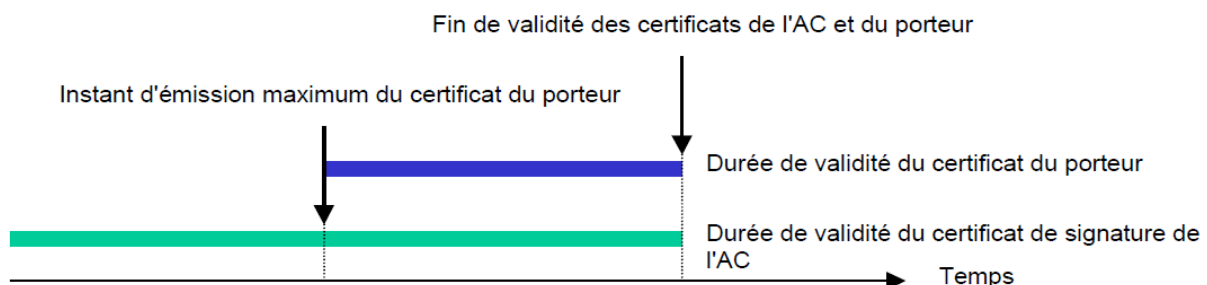 Fin de validité des certificats de l'AC et du porteur
Instant d'émission maximum du certificat du porteur
Durée de validité du certificat du porteur
Durée de validité du certificat de signature de
l'AC
Temps